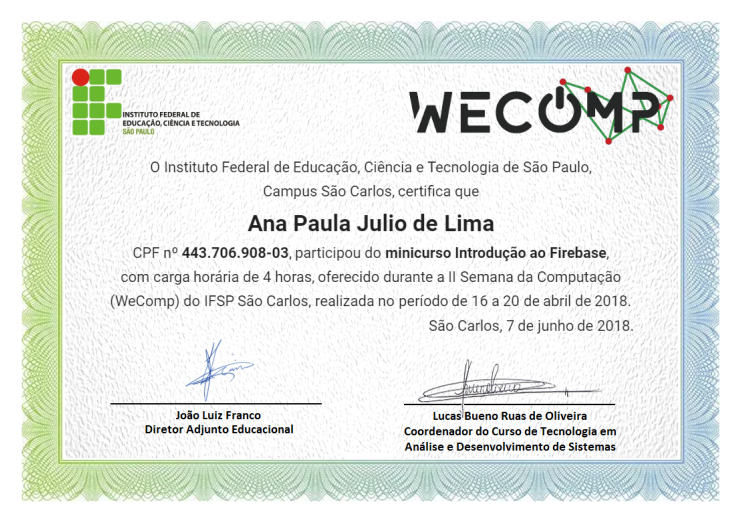 INSTITUTO FEDERAL DE
EDUCAÇÃO, CIÊNCIA E TECNOLOGIA
SÃO PAULO
WECOMP
O Instituto Federal de Educação, Ciência e Tecnologia de São Paulo,
Campus São Carlos, certifica que
Ana Paula Julio de Lima
CPF nº 443.706.908-03, participou do minicurso Introdução ao Firebase,
com carga horária de 4 horas, oferecido durante a II Semana da Computação
(WeComp) do IFSP São Carlos, realizada no período de 16 a 20 de abril de 2018.
São Carlos, 7 de junho de 2018.
João Luiz Franco
Diretor Adjunto Educacional
Lucas Bueno Ruas de Oliveira
Coordenador do Curso de Tecnologia em
Análise e Desenvolvimento de Sistemas